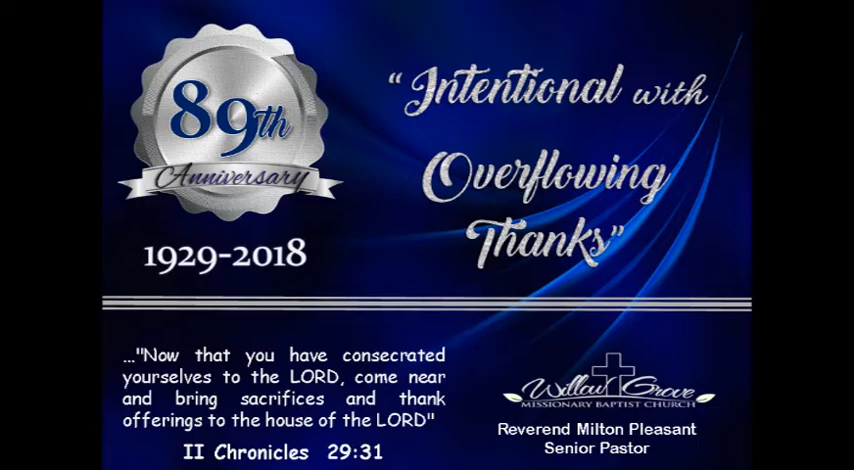 89th
Anniversary
1929-2018
"Intentional with
Overflowing
Thanks"
..."Now that you have consecrated
yourselves to the LORD, come near
and bring sacrifices and thank
offerings to the house of the LORD"
II Chronicles 29:31
Willow Grove
MISSIONARY BAPTIST CHURCH
Reverend Milton Pleasant
Senior Pastor